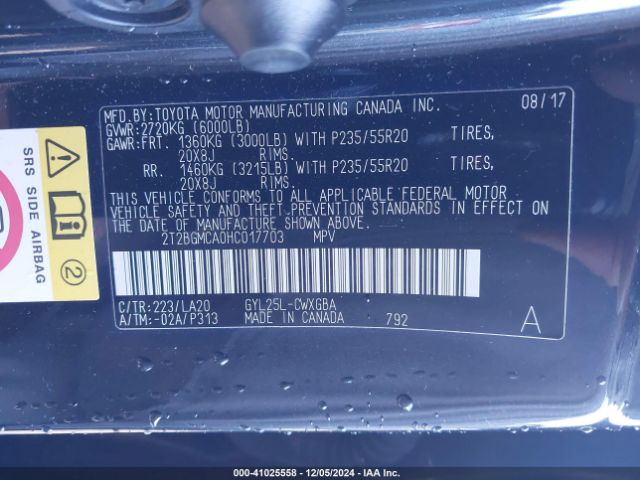 MFD.BY:TOYOTA MOTOR MANUFACTURING CANADA INC. 08/17
GVWR:2720KG (6000LB)
GAWR:FRT. 1360KG (3000LB) WITH P235/55R20 TIRES,
20X8J RIMS.
RR. 1460KG (3215LB) WITH P235/55R20 TIRES,
20X8J RIMS.
THIS VEHICLE CONFORMS TO ALL APPLICABLE FEDERAL MOTOR
VEHICLE SAFETY AND THEFT PREVENTION STANDARDS IN EFFECT ON
THE DATE OF MANUFACTURE SHOWN ABOVE.
2T2BGMCA0HC017703 MPV
C/TR:223/LA20 GYL25L-CWXGBA
A/TM:-02A/P313 MADE IN CANADA 792 A
SRS SIDE AIRBAG
2
000-41025558 - 12/05/2024 - IAA Inc.